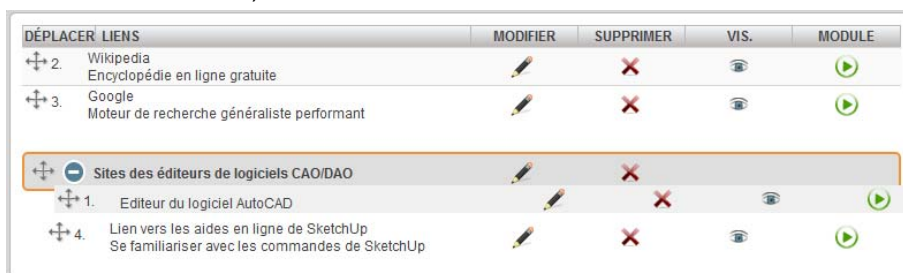 DÉPLACER LIENS MODIFIER SUPPRIMER VIS. MODULE
2. Wikipedia
Encyclopédie en ligne gratuite
3. Google
Moteur de recherche généraliste performant
Sites des éditeurs de logiciels CAO/DAO
1. Editeur du logiciel AutoCAD
4. Lien vers les aides en ligne de SketchUp
Se familiariser avec les commandes de SketchUp